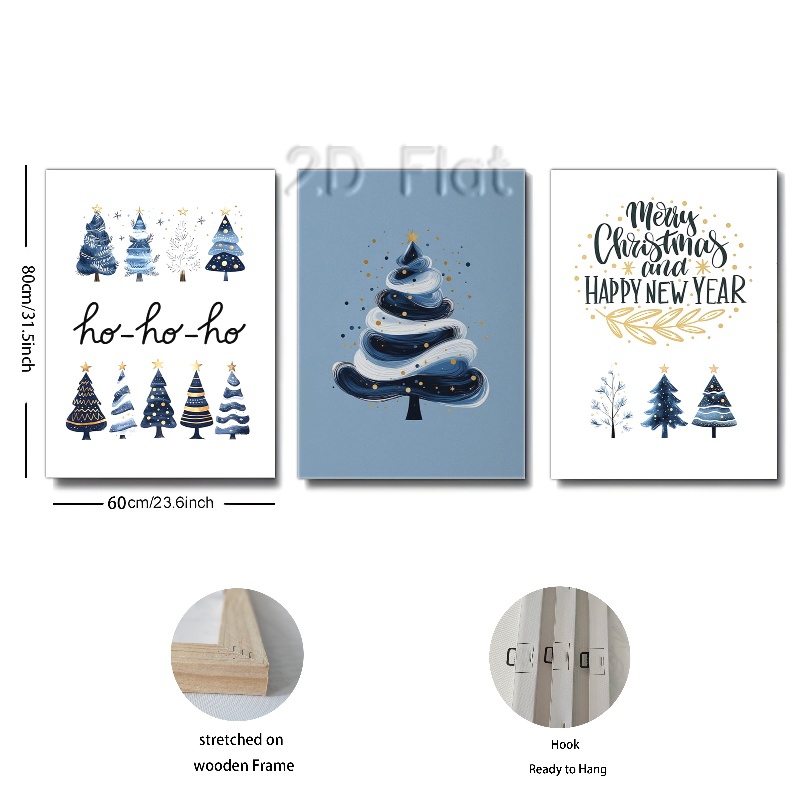 2D Flat
ho-ho-ho
Merry
Christmas
and
HAPPY NEW YEAR
80cm/31.5inch
60cm/23.6inch
stretched on
wooden Frame
Hook
Ready to Hang